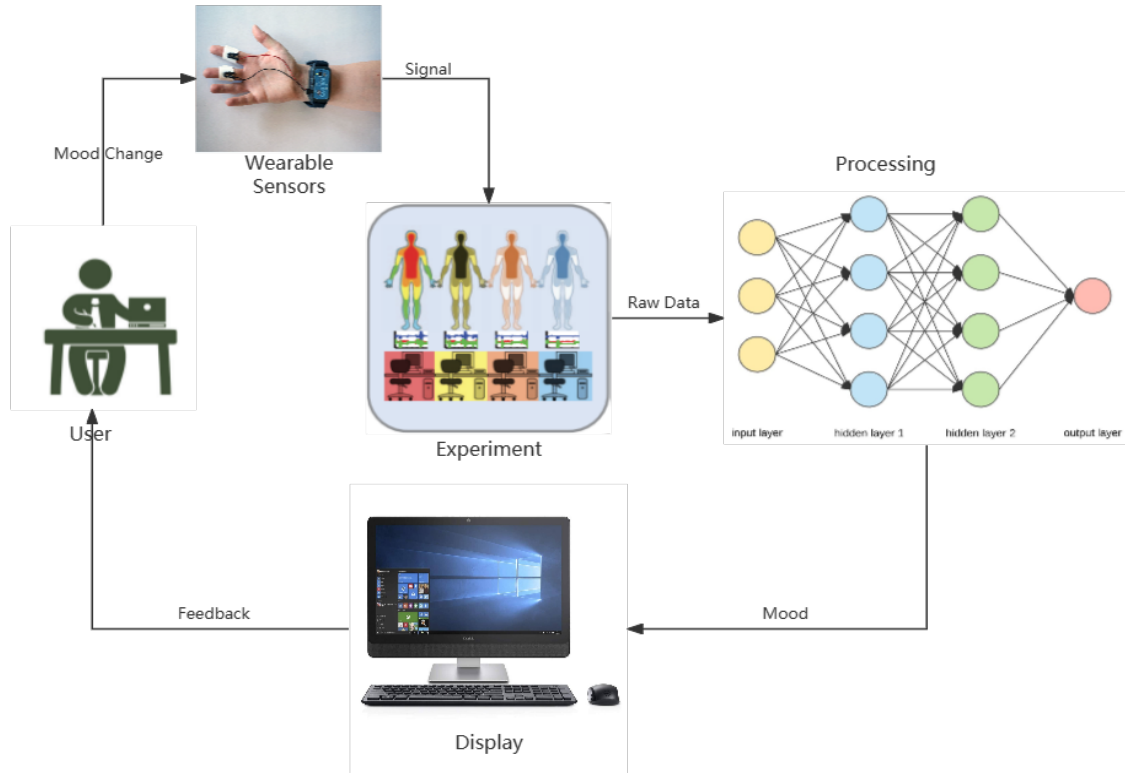 Signal
Mood Change
Wearable
Sensors
Processing
Raw Data
User
input layer
hidden layer 1
hidden layer 2
output layer
Experiment
Feedback
Mood
Display